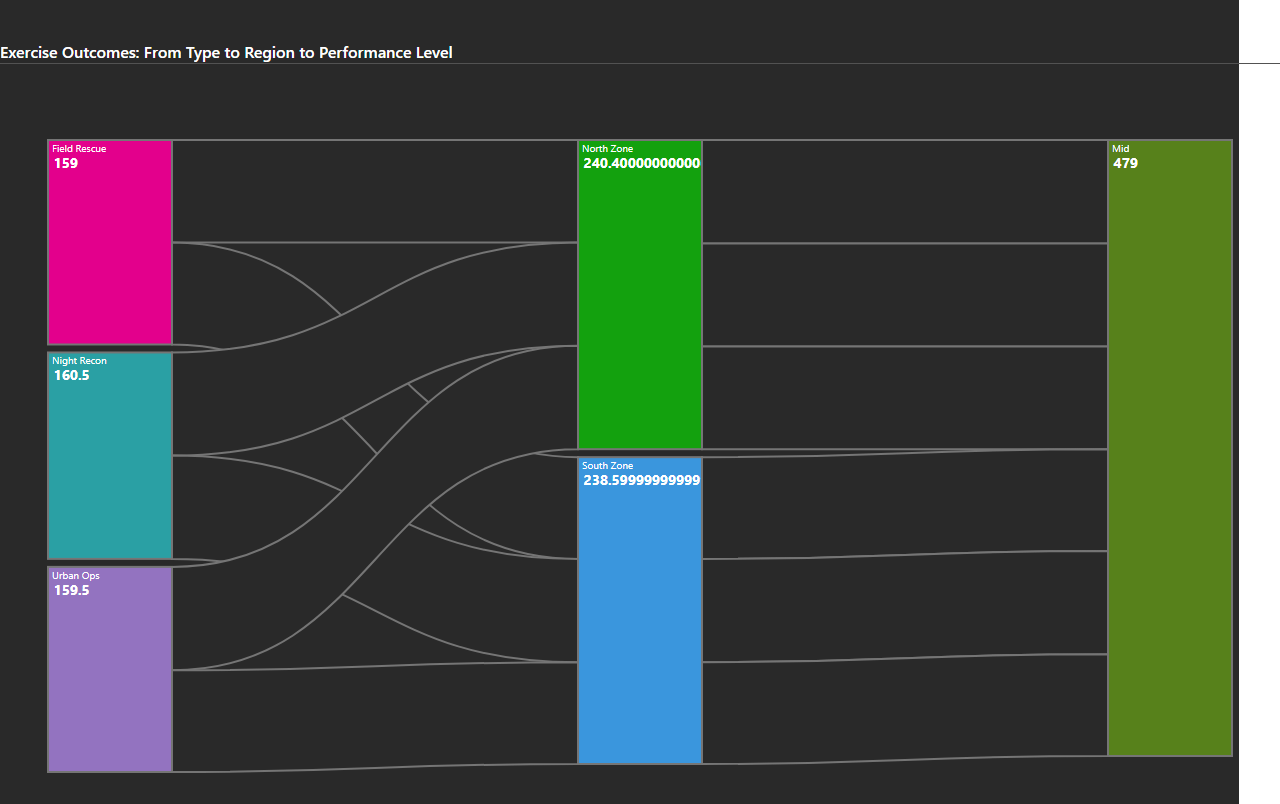 Exercise Outcomes: From Type to Region to Performance Level
Field Rescue
159
North Zone
240.40000000000
Mid
479
Night Recon
160.5
South Zone
238.59999999999
Urban Ops
159.5